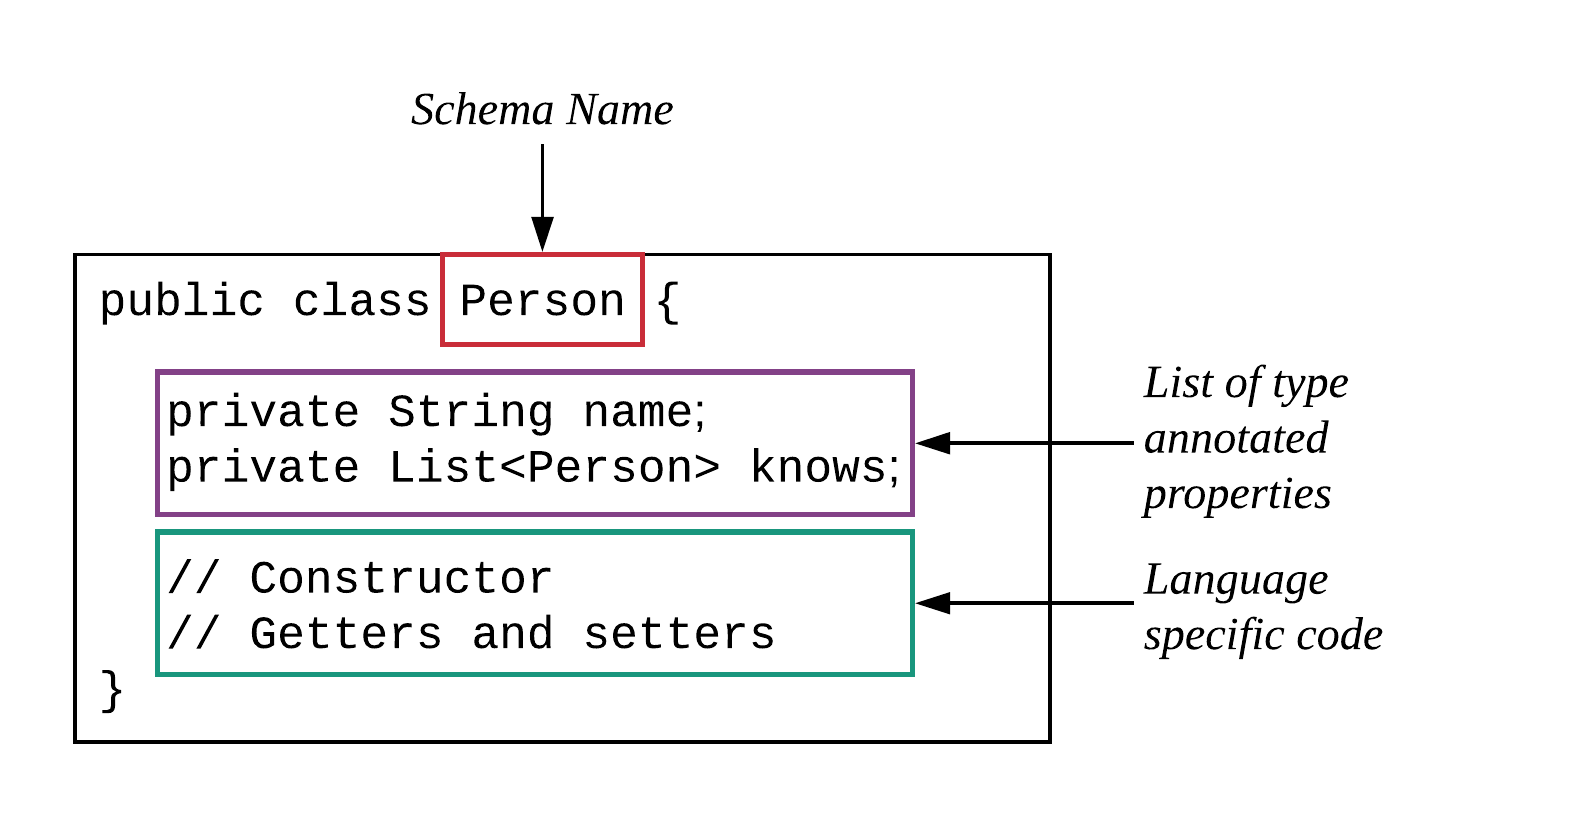 Schema Name
public class Person {
private String name;
private List<Person> knows;
// Constructor
// Getters and setters
}
List of type
annotated
properties
Language
specific code